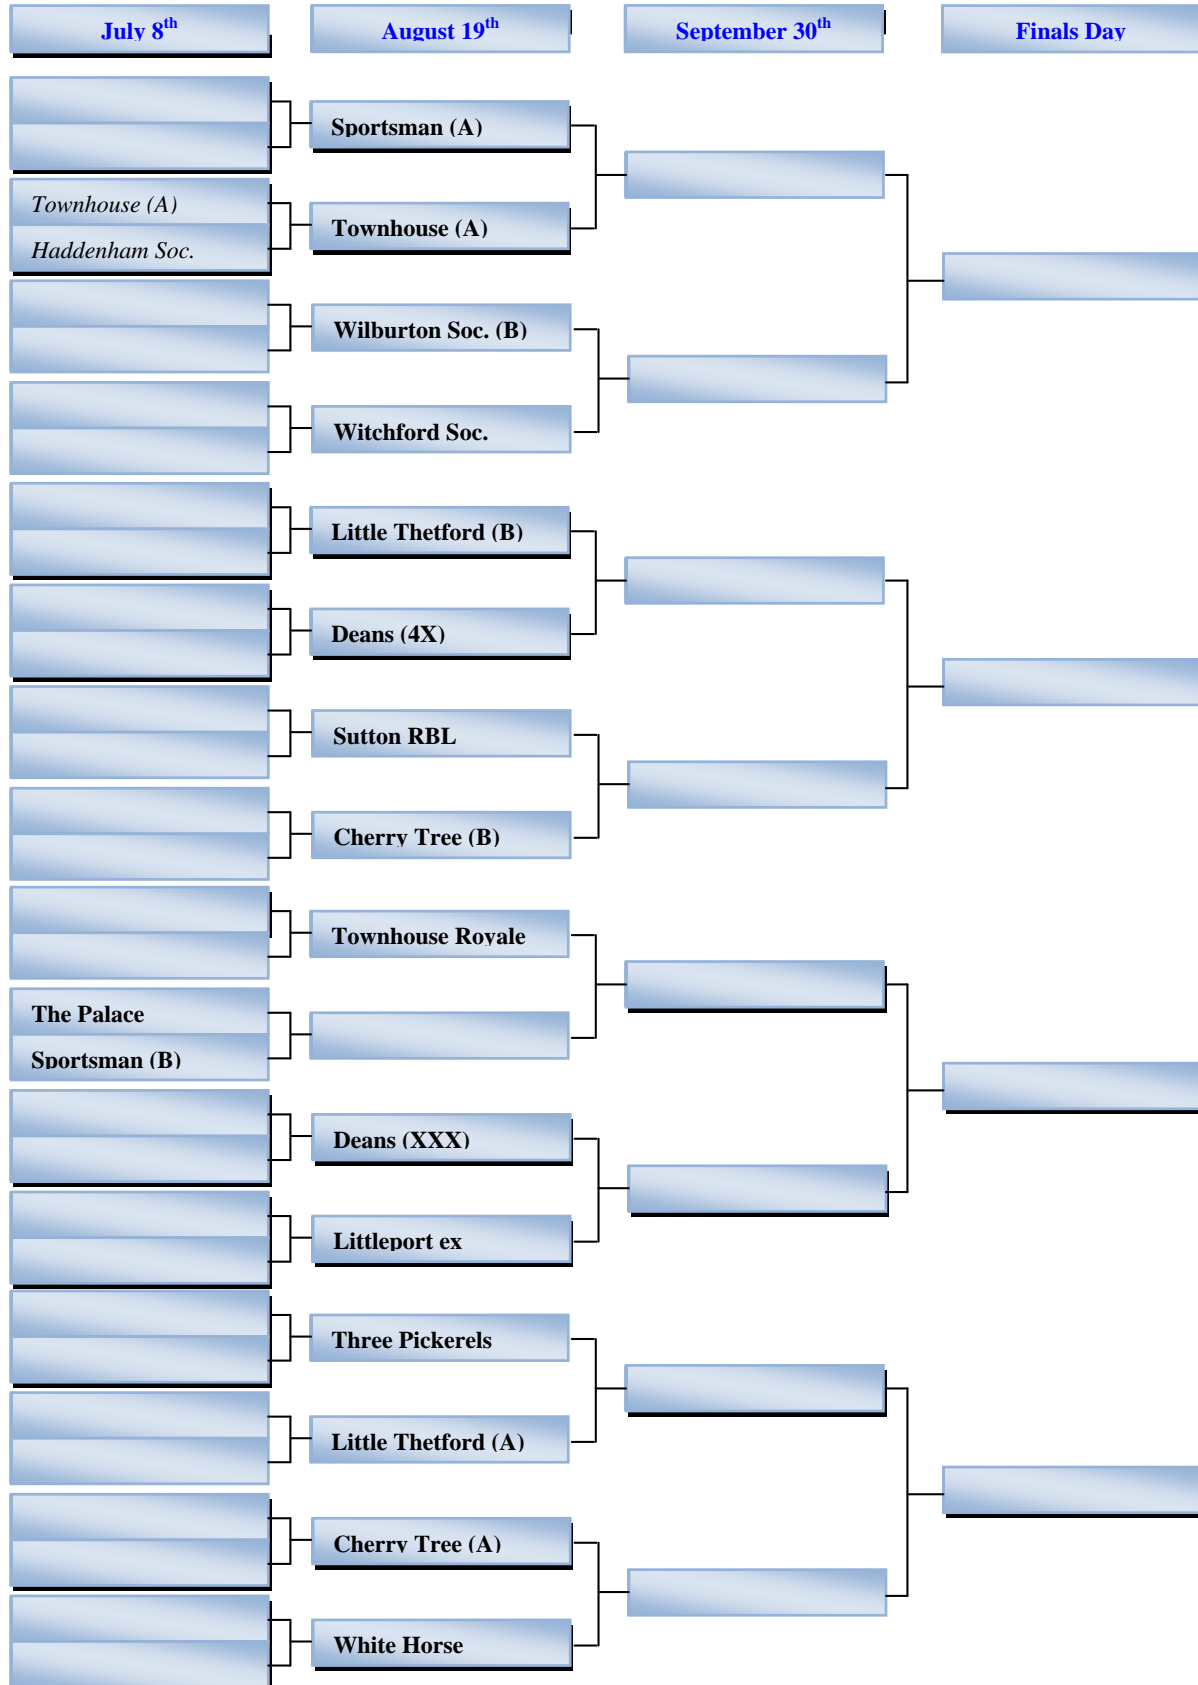 July 8th August 19th September 30th Finals Day
Sportsman (A)
Townhouse (A)
Haddenham Soc.
Townhouse (A)
Wilburton Soc. (B)
Witchford Soc.
Little Thetford (B)
Deans (4X)
Sutton RBL
Cherry Tree (B)
Townhouse Royale
The Palace
Sportsman (B)
Deans (XXX)
Littleport ex
Three Pickerels
Little Thetford (A)
Cherry Tree (A)
White Horse